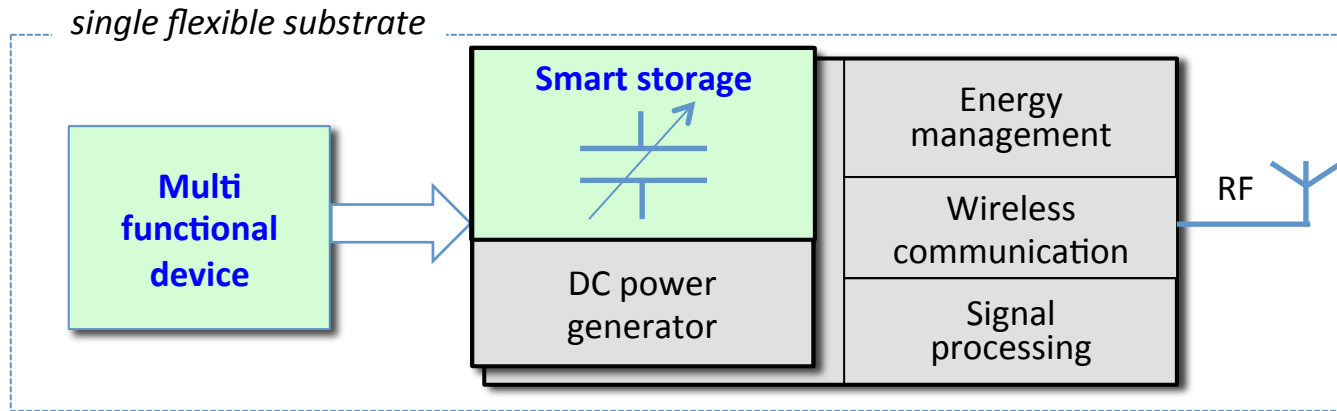 single flexible substrate
Multi
functional
device
Smart storage
DC power
generator
Energy
management
Wireless
communication
Signal
processing
RF